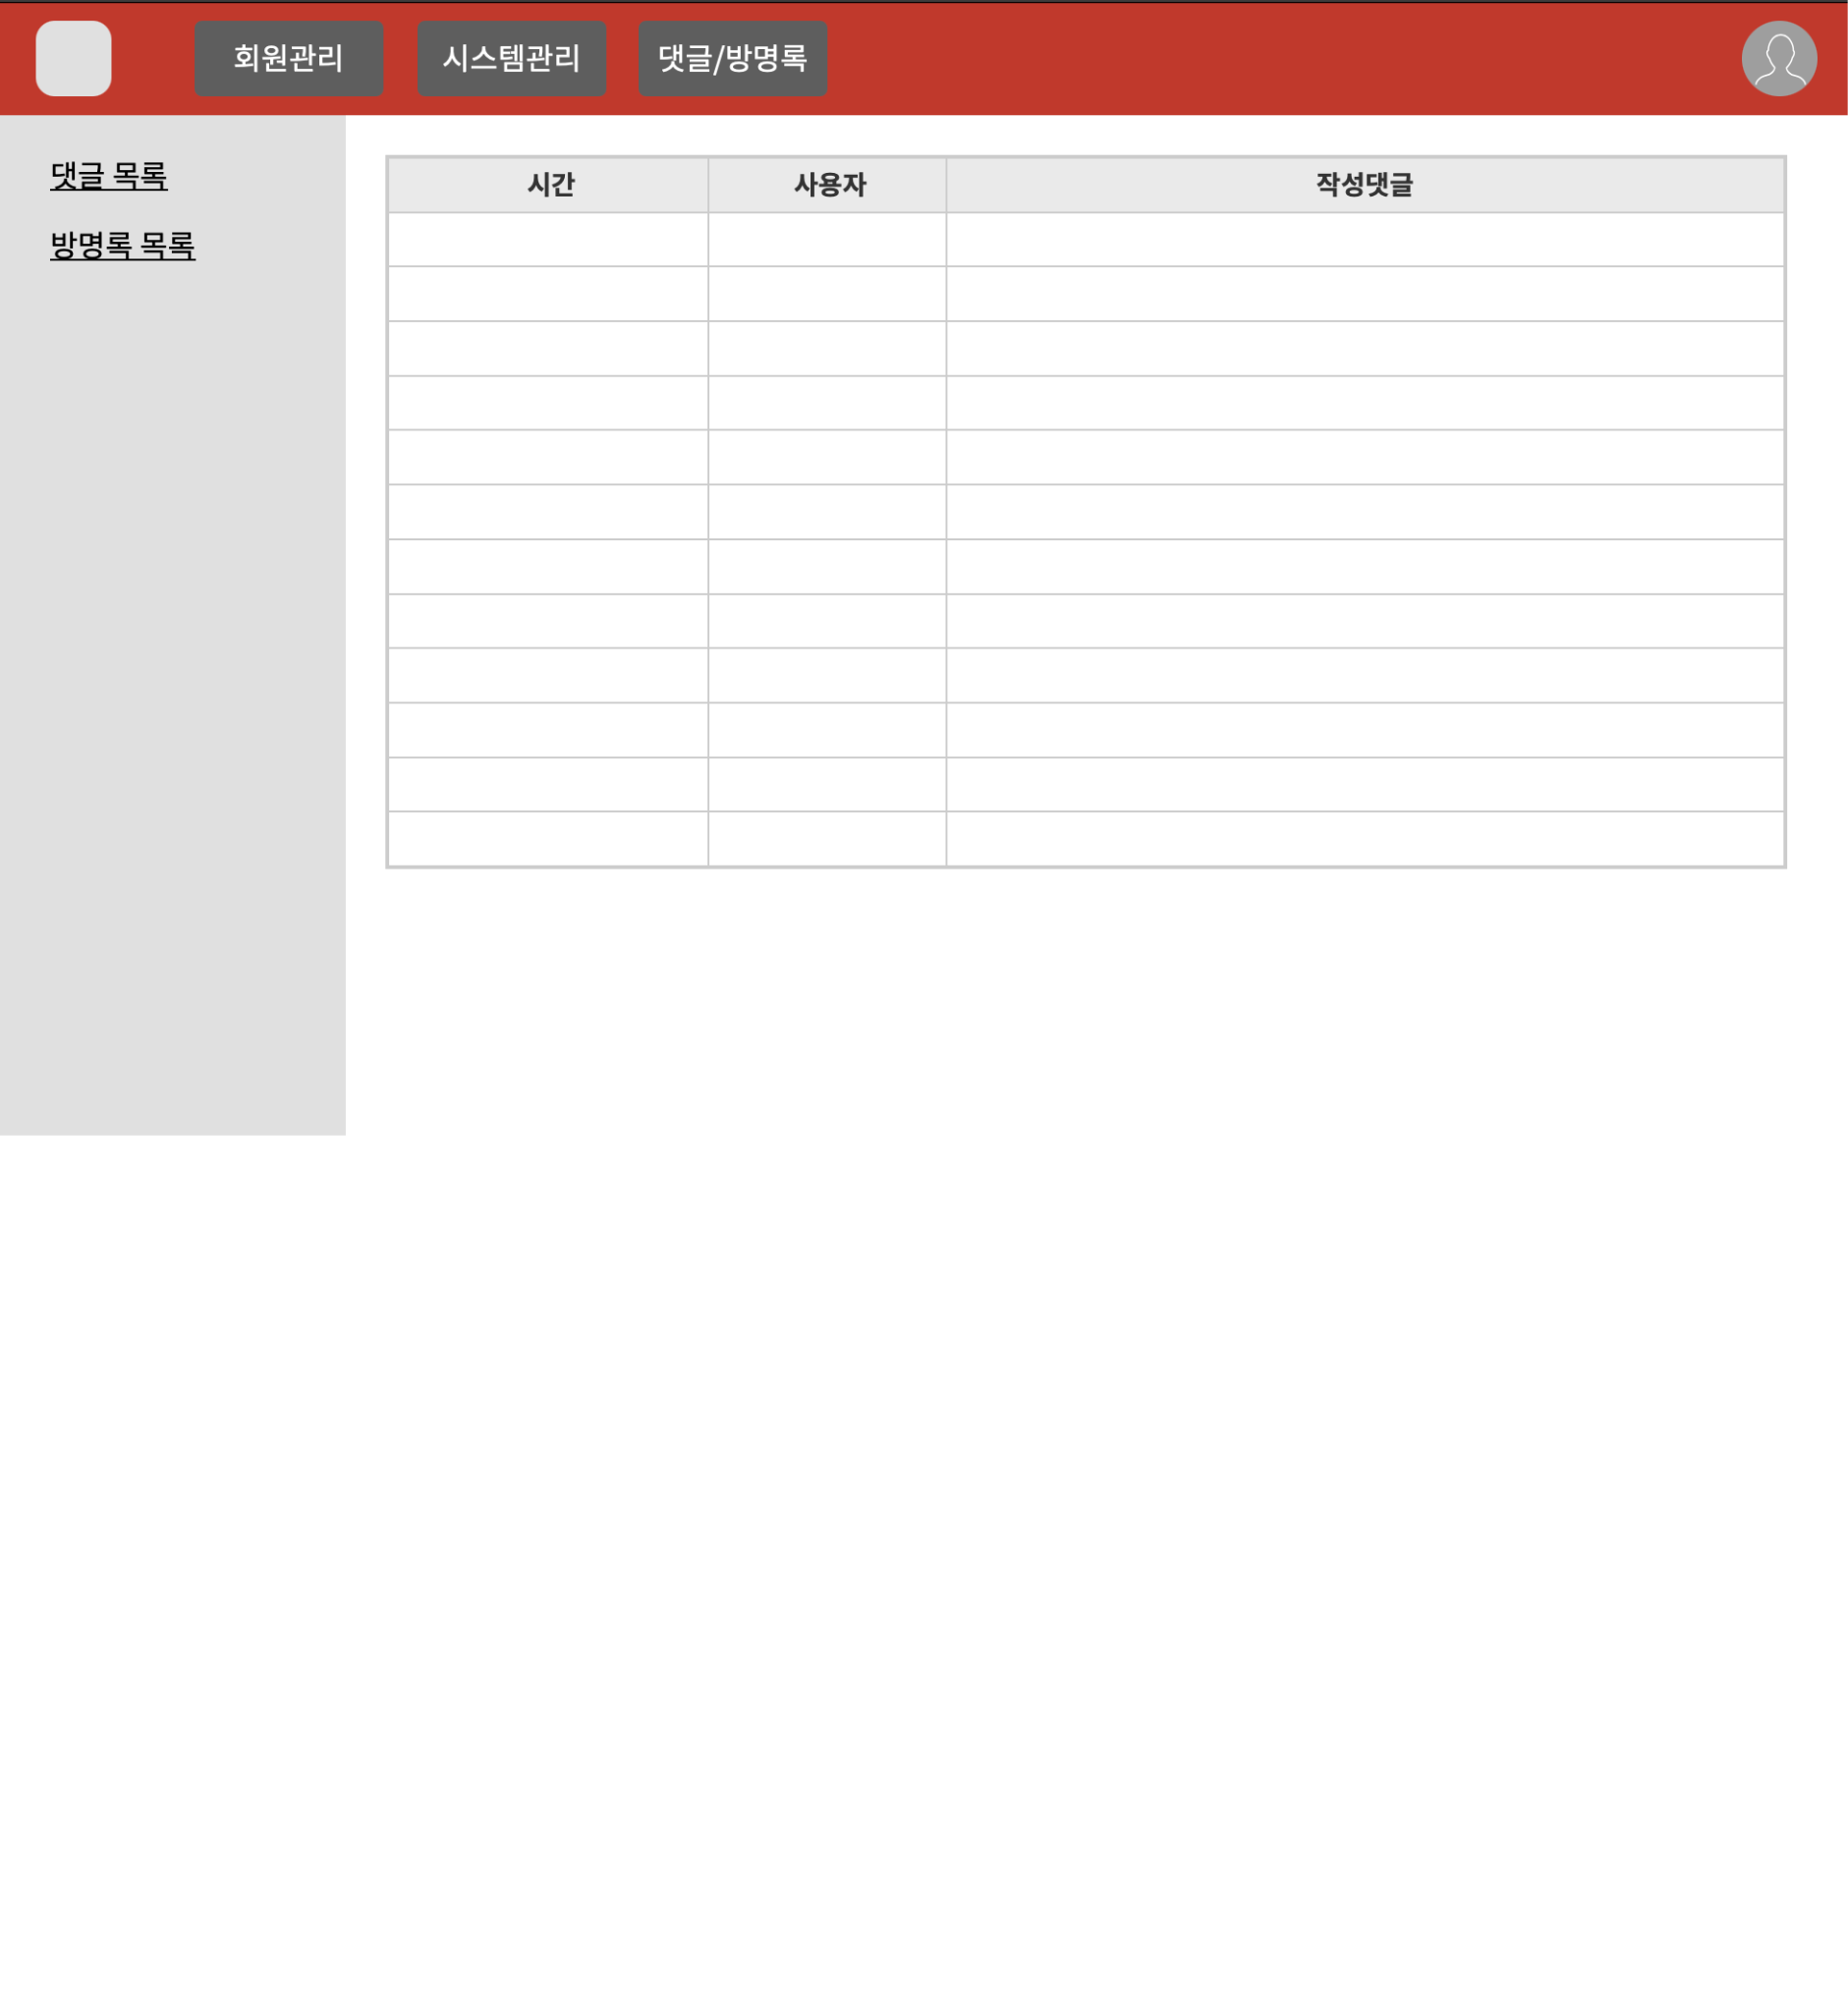 회원관리
시스템관리
댓글/방명록
댓글 목록
방명록 목록
시간 사용자 작성댓글